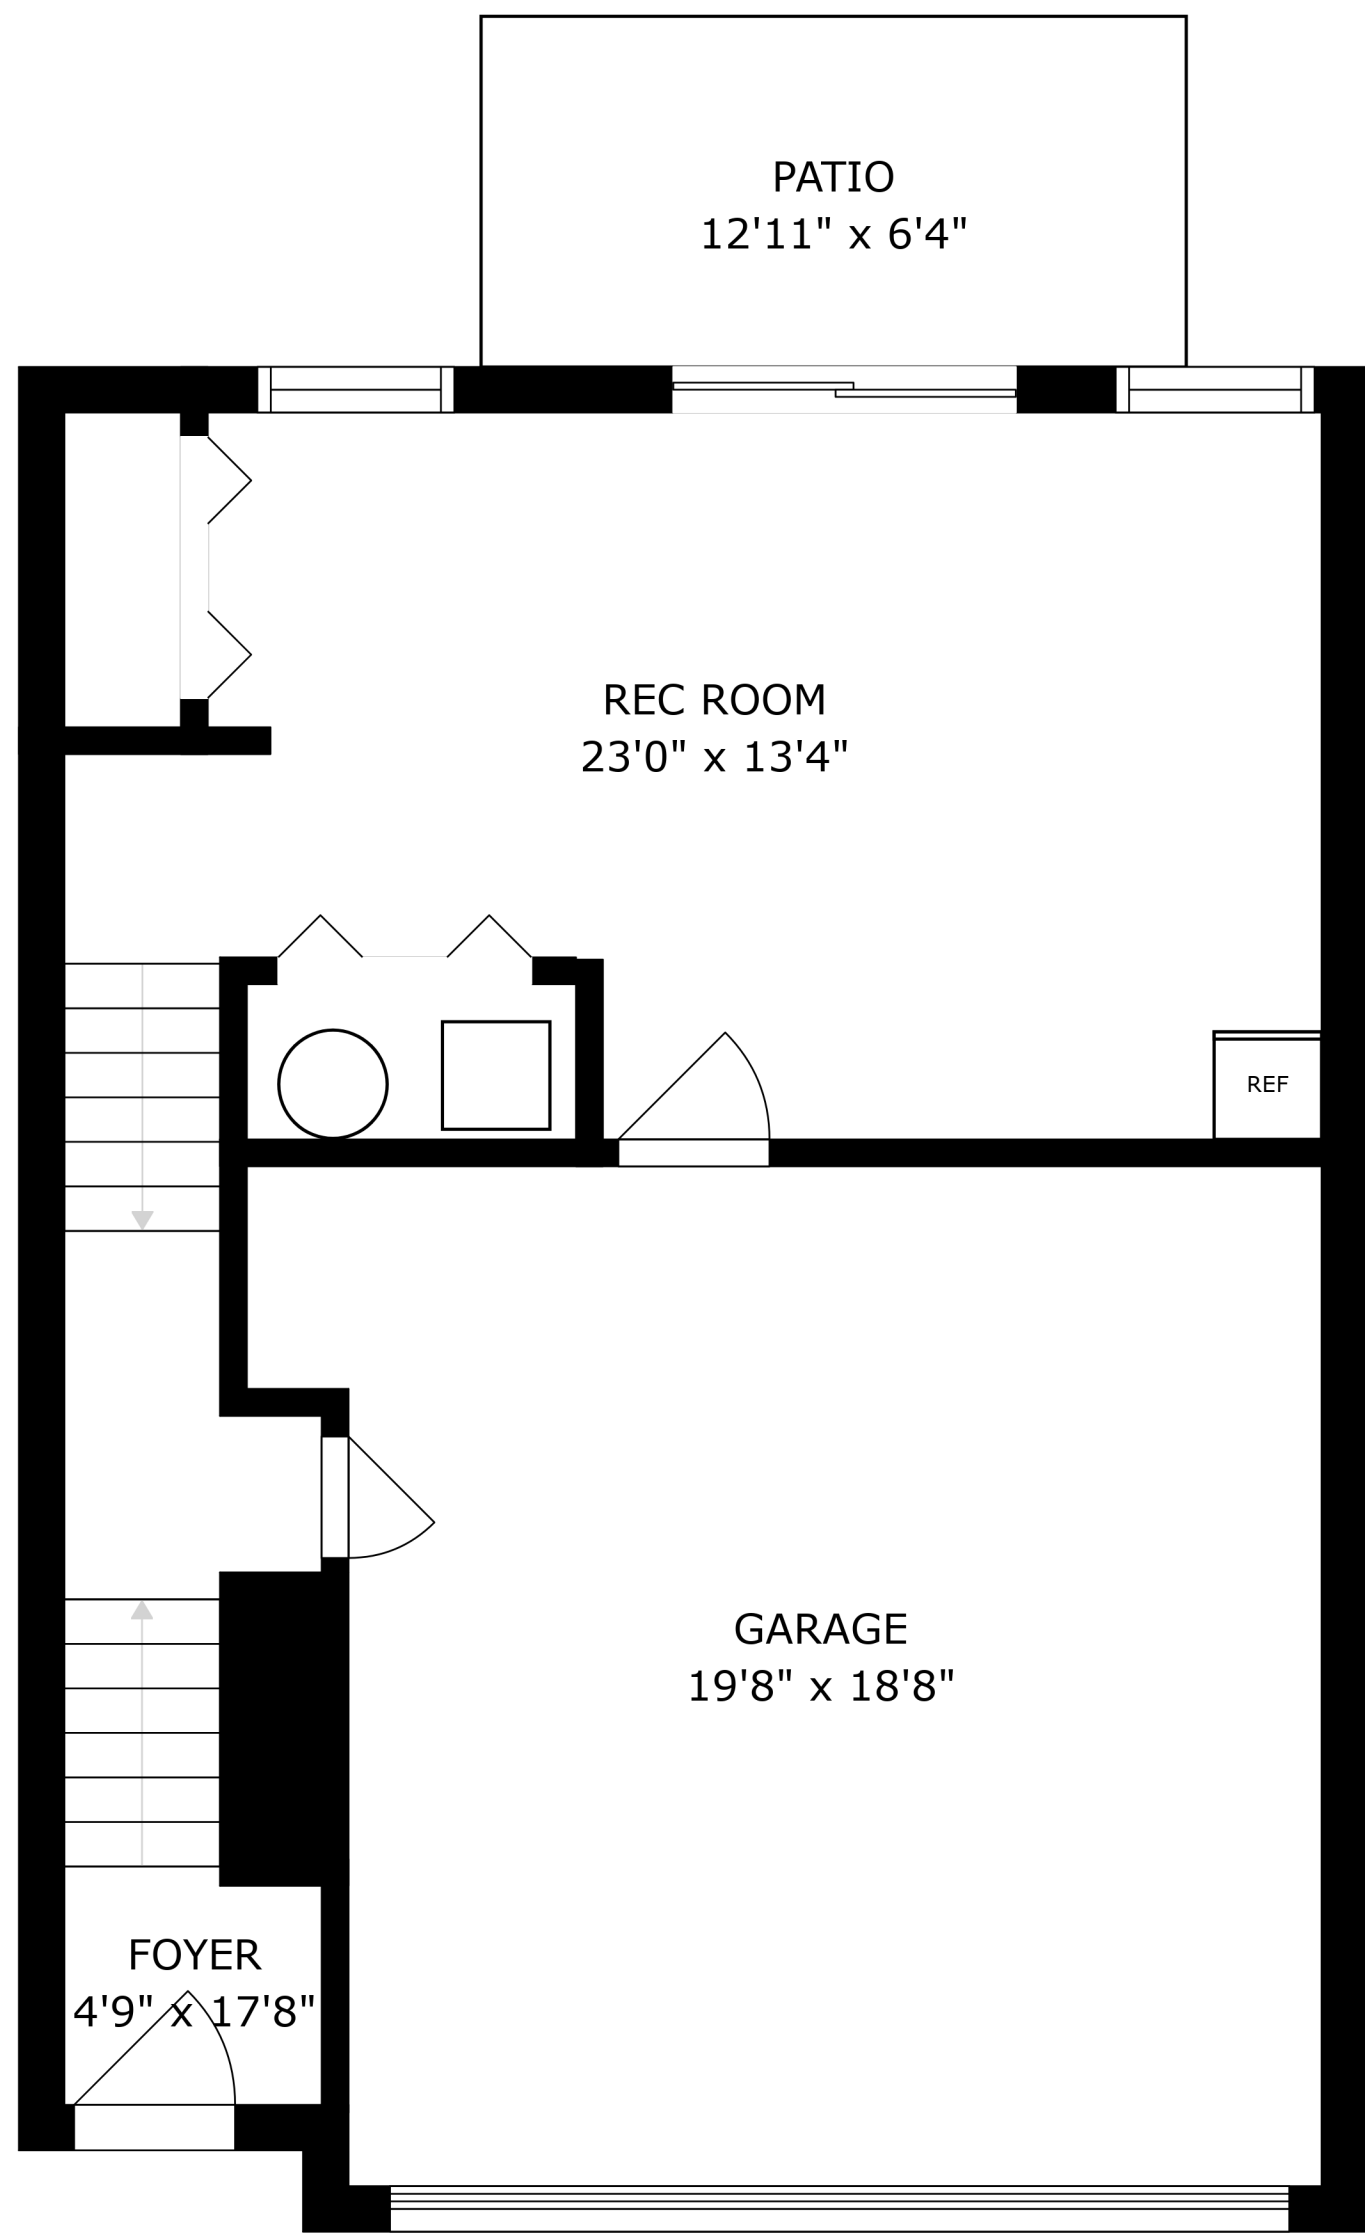 PATIO
12'11" x 6'4"
REC ROOM
23'0" x 13'4"
REF
GARAGE
19'8" x 18'8"
FOYER
4'9" x 17'8"